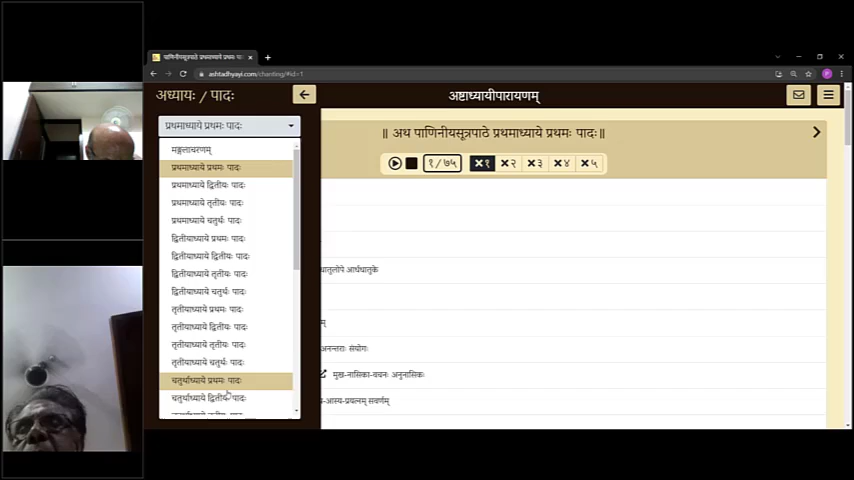 पाणिनीयसूत्रपाठे प्रथमाध्याये प्रथमः पा
ashtadhyayi.com/chanting/#id=1
अध्यायः / पादः
अष्टाध्यायीपारायणम्
प्रथमाध्याये प्रथमः पादः
मङ्गलाचरणम्
प्रथमाध्याये प्रथमः पादः
प्रथमाध्याये द्वितीयः पादः
प्रथमाध्याये तृतीयः पादः
प्रथमाध्याये चतुर्थः पादः
द्वितीयाध्याये प्रथमः पादः
द्वितीयाध्याये द्वितीयः पादः
द्वितीयाध्याये तृतीयः पादः
द्वितीयाध्याये चतुर्थः पादः
तृतीयाध्याये प्रथमः पादः
तृतीयाध्याये द्वितीयः पादः
तृतीयाध्याये तृतीयः पादः
तृतीयाध्याये चतुर्थः पादः
चतुर्थाध्याये प्रथमः पादः
चतुर्थाध्याये द्वितीयः पादः
॥ अथ पाणिनीयसूत्रपाठे प्रथमाध्याये प्रथमः पादः॥
१ / ७५ ×१ ×२ ×३ ×४ ×५
धातुलोपे आर्धधातुके
म्
अनन्तराः संयोगः
मुख-नासिका-वचनः अनुनासिकः
-आस्य-प्रयत्नम् सवर्णम्